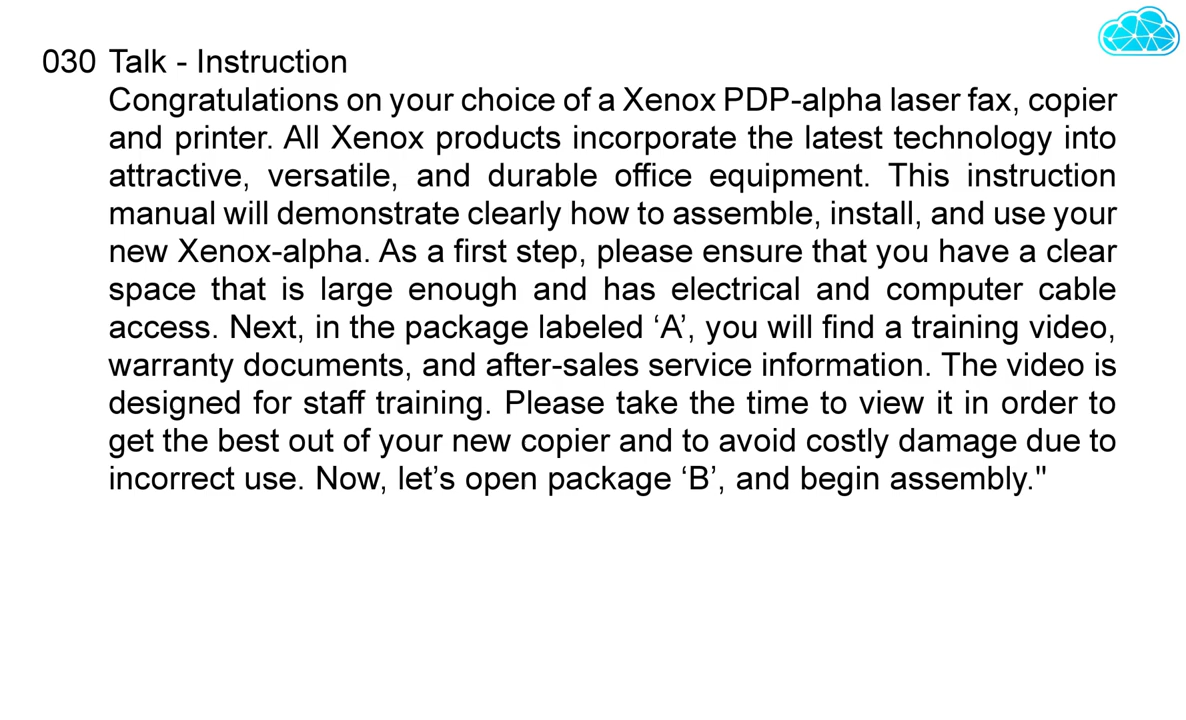 030 Talk - Instruction
Congratulations on your choice of a Xenox PDP-alpha laser fax, copier
and printer. All Xenox products incorporate the latest technology into
attractive, versatile, and durable office equipment. This instruction
manual will demonstrate clearly how to assemble, install, and use your
new Xenox-alpha. As a first step, please ensure that you have a clear
space that is large enough and has electrical and computer cable
access. Next, in the package labeled ‘A’, you will find a training video,
warranty documents, and after-sales service information. The video is
designed for staff training. Please take the time to view it in order to
get the best out of your new copier and to avoid costly damage due to
incorrect use. Now, let’s open package ‘B’, and begin assembly."